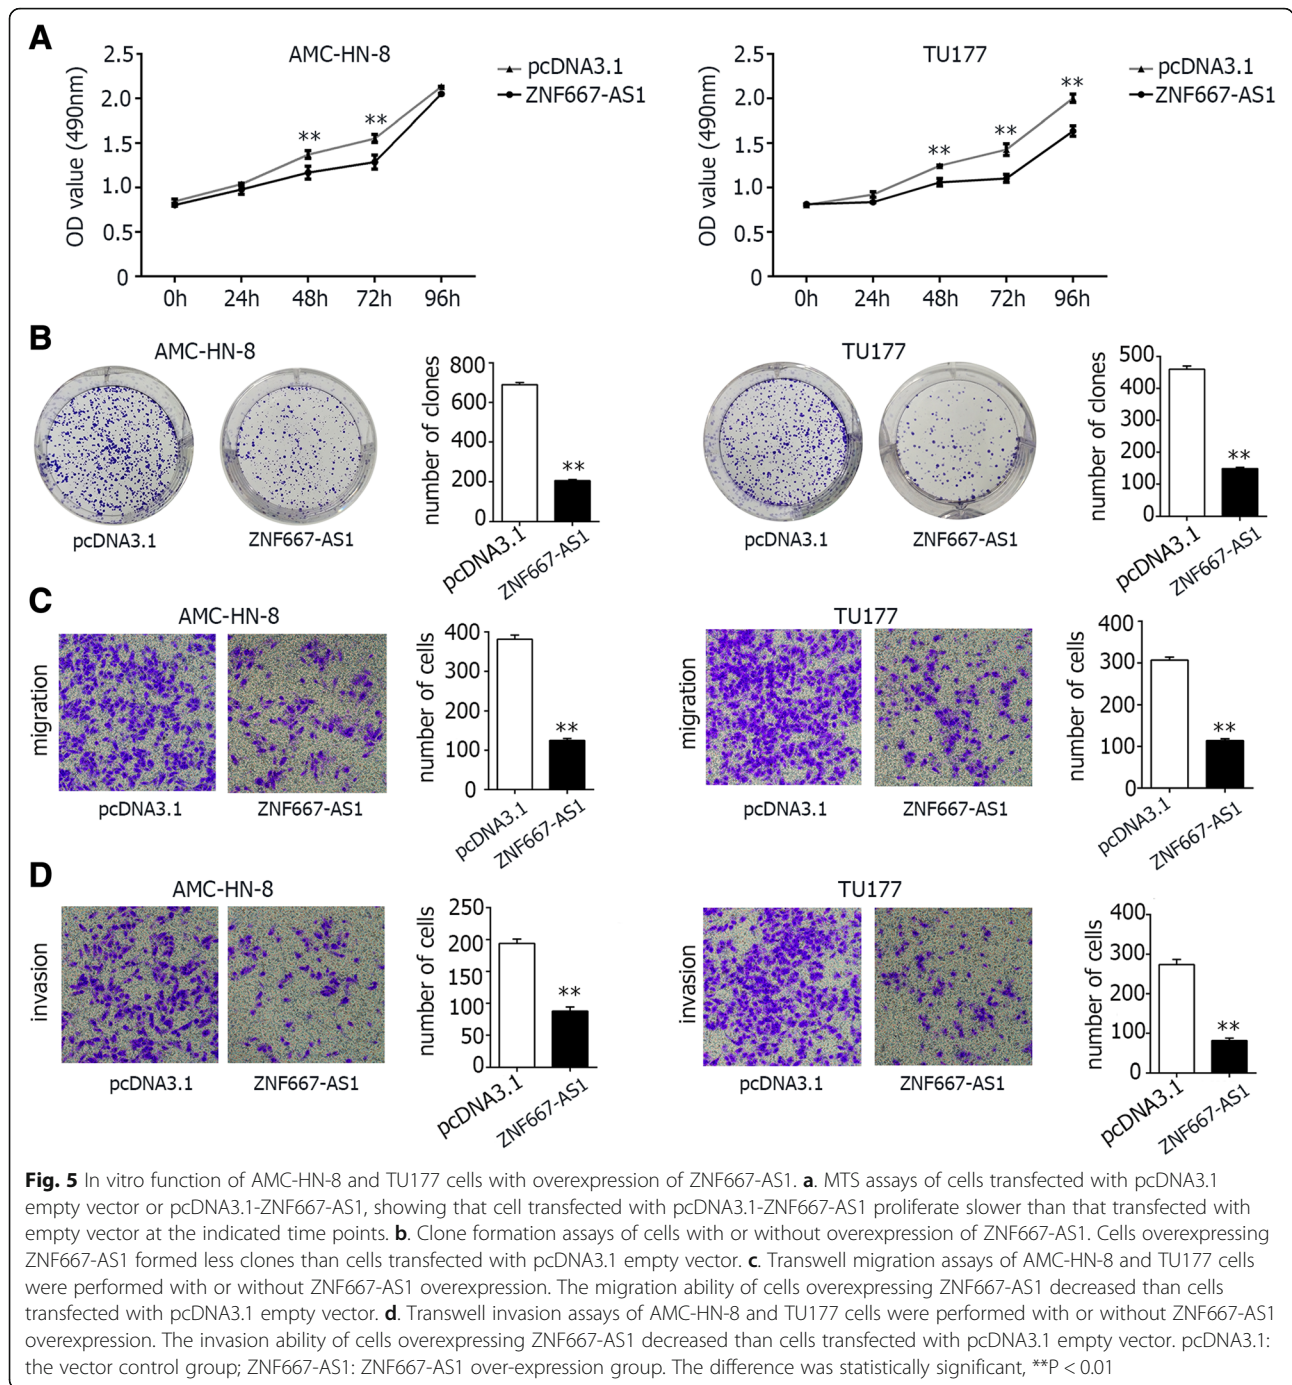 A
AMC-HN-8
pcDNA3.1
ZNF667-AS1
OD value (490nm)
2.5
2.0
1.5
1.0
0.5
0
** **
0h 24h 48h 72h 96h
TU177
pcDNA3.1
ZNF667-AS1
OD value (490nm)
2.5
2.0
1.5
1.0
0.5
0
** ** **
0h 24h 48h 72h 96h
B
AMC-HN-8
pcDNA3.1 ZNF667-AS1
number of clones
800
600
400
200
0
**
pcDNA3.1 ZNF667-AS1
TU177
pcDNA3.1 ZNF667-AS1
number of clones
500
400
300
200
100
0
**
pcDNA3.1 ZNF667-AS1
C
AMC-HN-8
migration
pcDNA3.1 ZNF667-AS1
number of cells
400
300
200
100
0
**
pcDNA3.1 ZNF667-AS1
TU177
migration
pcDNA3.1 ZNF667-AS1
number of cells
400
300
200
100
0
**
pcDNA3.1 ZNF667-AS1
D
AMC-HN-8
invasion
pcDNA3.1 ZNF667-AS1
number of cells
250
200
150
100
50
0
**
pcDNA3.1 ZNF667-AS1
TU177
invasion
pcDNA3.1 ZNF667-AS1
number of cells
400
300
200
100
0
**
pcDNA3.1 ZNF667-AS1
Fig. 5 In vitro function of AMC-HN-8 and TU177 cells with overexpression of ZNF667-AS1. a. MTS assays of cells transfected with pcDNA3.1
empty vector or pcDNA3.1-ZNF667-AS1, showing that cell transfected with pcDNA3.1-ZNF667-AS1 proliferate slower than that transfected with
empty vector at the indicated time points. b. Clone formation assays of cells with or without overexpression of ZNF667-AS1. Cells overexpressing
ZNF667-AS1 formed less clones than cells transfected with pcDNA3.1 empty vector. c. Transwell migration assays of AMC-HN-8 and TU177 cells
were performed with or without ZNF667-AS1 overexpression. The migration ability of cells overexpressing ZNF667-AS1 decreased than cells
transfected with pcDNA3.1 empty vector. d. Transwell invasion assays of AMC-HN-8 and TU177 cells were performed with or without ZNF667-AS1
overexpression. The invasion ability of cells overexpressing ZNF667-AS1 decreased than cells transfected with pcDNA3.1 empty vector. pcDNA3.1:
the vector control group; ZNF667-AS1: ZNF667-AS1 over-expression group. The difference was statistically significant, **P < 0.01